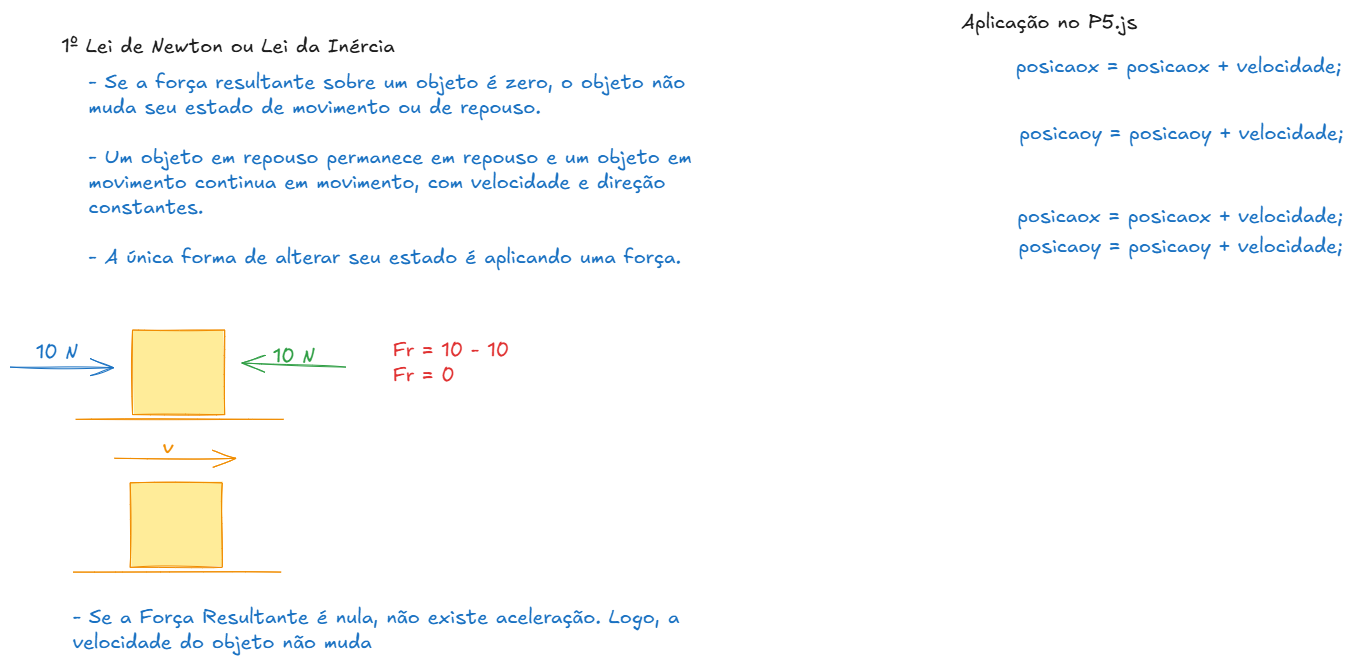 1º Lei de Newton ou Lei da Inércia
- Se a força resultante sobre um objeto é zero, o objeto não
muda seu estado de movimento ou de repouso.
- Um objeto em repouso permanece em repouso e um objeto em
movimento continua em movimento, com velocidade e direção
constantes.
- A única forma de alterar seu estado é aplicando uma força.
10 N
10 N
Fr = 10 - 10
Fr = 0
v
- Se a Força Resultante é nula, não existe aceleração. Logo, a
velocidade do objeto não muda
Aplicação no P5.js
posicaox = posicaox + velocidade;
posicaoy = posicaoy + velocidade;
posicaox = posicaox + velocidade;
posicaoy = posicaoy + velocidade;